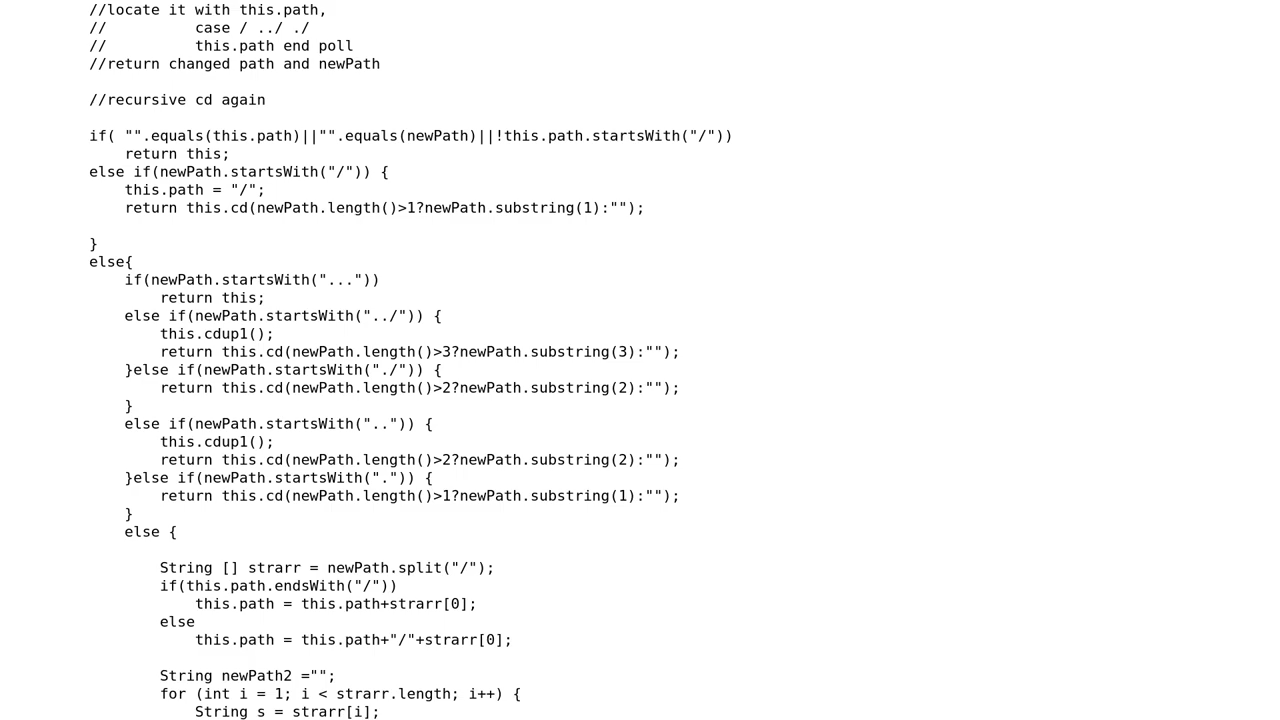 //locate it with this.path,
//          case / ../ ./
//          this.path end poll
//return changed path and newPath

//recursive cd again

if( "".equals(this.path)||"".equals(newPath)||!this.path.startsWith("/"))
    return this;
else if(newPath.startsWith("/")) {
    this.path = "/";
    return this.cd(newPath.length()>1?newPath.substring(1):"");

}
else{
    if(newPath.startsWith("..."))
        return this;
    else if(newPath.startsWith("../")) {
        this.cdup1();
        return this.cd(newPath.length()>3?newPath.substring(3):"");
    }else if(newPath.startsWith("./")) {
        return this.cd(newPath.length()>2?newPath.substring(2):"");
    }
    else if(newPath.startsWith("..")) {
        this.cdup1();
        return this.cd(newPath.length()>2?newPath.substring(2):"");
    }else if(newPath.startsWith(".")) {
        return this.cd(newPath.length()>1?newPath.substring(1):"");
    }
    else {

        String [] strarr = newPath.split("/");
        if(this.path.endsWith("/"))
            this.path = this.path+strarr[0];
        else
            this.path = this.path+"/"+strarr[0];

        String newPath2 ="";
        for (int i = 1; i < strarr.length; i++) {
            String s = strarr[i];